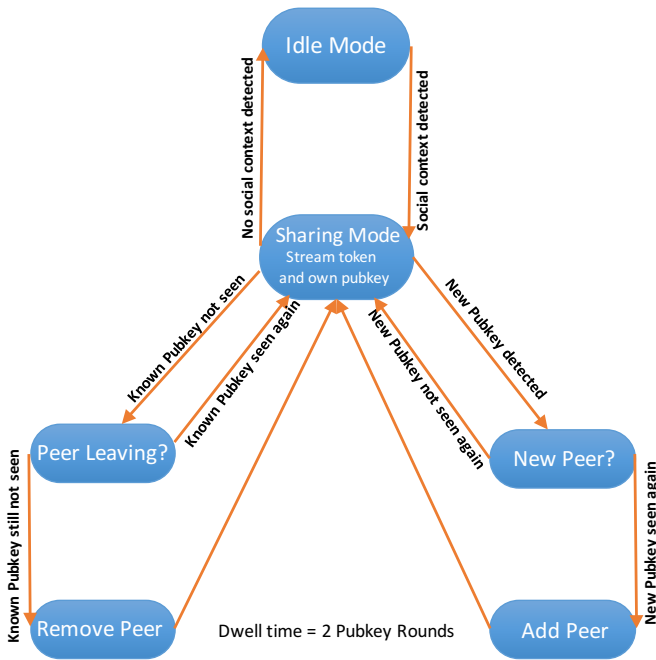 Idle Mode
No social context detected
Social context detected
Sharing Mode
Stream token
and own pubkey
Known Pubkey not seen
Known Pubkey seen again
New Pubkey not seen again
New Pubkey detected
Peer Leaving?
New Peer?
Known Pubkey still not seen
New Pubkey seen again
Remove Peer
Dwell time = 2 Pubkey Rounds
Add Peer